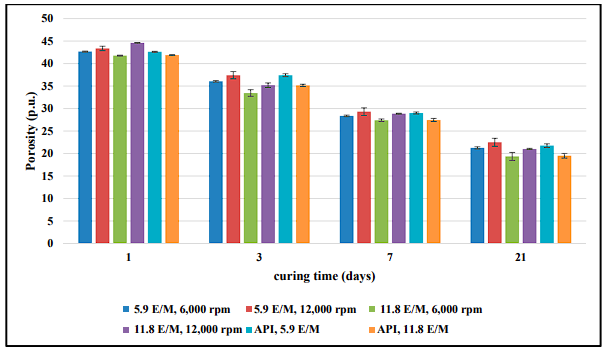 50
45
40
35
30
25
20
15
10
5
0
Porosity (p.u.)
1 3 7 21
curing time (days)
5.9 E/M, 6,000 rpm 5.9 E/M, 12,000 rpm 11.8 E/M, 6,000 rpm
11.8 E/M, 12,000 rpm API, 5.9 E/M API, 11.8 E/M